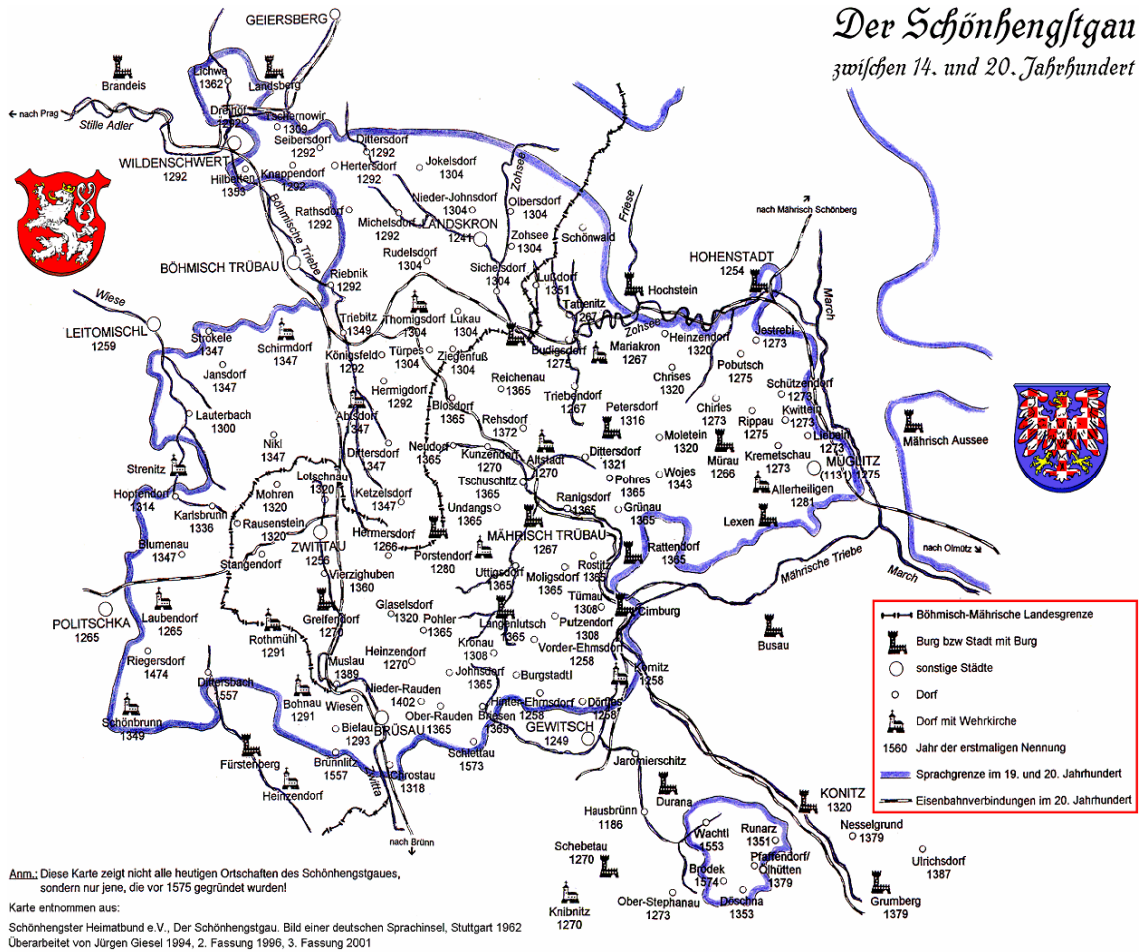 Der Schönhengstgau
zwischen 14. und 20. Jahrhundert
GEIERSBERG
Brandeis
Lichwe
1362
Landsberg
← nach Prag
Stille Adler
Dreihöf
1292
Tschernowir
1309
Seibersdorf
1292
Dittersdorf
1292
WILDENSCHWERT
1292
Hilbetten
1353
Knappendorf
1292
Hertersdorf
1292
Jokelsdorf
1304
Zohsee
Nieder-Johnsdorf
1304
Olbersdorf
1304
Friese
nach Mährisch Schönberg
Böhmische Triebe
Rathsdorf
1292
Michelsdorf
1292
LANDSKRON
1241
Zohsee
1304
Schönwald
BÖHMISCH TRÜBAU
Riebnik
1292
Rudelsdorf
1304
Sichelsdorf
1304
Lußdorf
1351
HOHENSTADT
1254
Hochstein
March
Wiese
LEITOMISCHL
1259
Strokele
1347
Schirmdorf
1347
Triebitz
1349
Thomigsdorf
1304
Lukau
1304
Tattenitz
1267
Zohsee
Heinzendorf
1320
Jestrebi
1273
Jansdorf
1347
Königsfeld
1292
Türpes
1304
Ziegenfuß
1304
Budigsdorf
1275
Mariakron
1267
Pobutsch
1275
Hermigdorf
1292
Reichenau
1365
Triebendorf
1267
Chrises
1320
Schützendorf
1273
Lauterbach
1300
Abtsdorf
1347
Blosdorf
1365
Rehsdorf
1372
Petersdorf
1316
Chirles
1273
Rippau
1275
Kwittein
1273
Mährisch Aussee
Nikl
1347
Dittersdorf
1347
Neudorf
1365
Kunzendorf
1270
Altstadt
1270
Dittersdorf
1321
Moletein
1320
Mürau
1266
Kremetschau
1273
Liebein
1273
MÜGLITZ
(1131) 1275
Strenitz
Hopfendorf
1314
Mohren
1320
Lotschnau
1320
Ketzelsdorf
1347
Tschuschitz
1365
Pohres
1365
Wojes
1343
Allerheiligen
1281
Karlsbrunn
1336
Rausenstein
1320
Undangs
1365
Ranigsdorf
1365
Grünau
1365
Lexen
Blumenau
1347
Stangendorf
ZWITTAU
1256
Hermersdorf
1266
Porstendorf
1280
MÄHRISCH TRÜBAU
1267
Rattendorf
1365
nach Olmütz
Vierzighuben
1360
Uttigsdorf
1365
Moligsdorf
1365
Rostitz
1365
Mährische Triebe
March
POLITSCHKA
1265
Laubendorf
1265
Rothmühl
1291
Greifendorf
1270
Glaselsdorf
1320
Pohler
1365
Langenlutsch
1365
Türnau
1308
Cimburg
Putzendorf
1308
Busau
Riegersdorf
1474
Heinzendorf
1270
Kronau
1308
Vorder-Ehmsdorf
1258
Muslau
1389
Johnsdorf
1365
Burgstadtl
Kornitz
1258
Dittersbach
1557
Bohnau
1291
Wiesen
Nieder-Rauden
1402
Ober-Rauden
1365
Briesen
1365
Hinter-Ehmsdorf
1258
Dörfles
1258
Schönbrunn
1349
Bielau
1293
BRÜSAU
GEWITSCH
1249
Fürstenberg
Brünnlitz
1557
Schlettau
1573
Jaromierschitz
Heinzendorf
Zwitta
Chrostau
1318
nach Brünn
Durana
KONITZ
1320
Hausbrünn
1186
Wachtl
1553
Runarz
1351
Nesselgrund
1379
Schebetau
1270
Brodek
1574
Pfaffendorf/
Ölhütten
1379
Ulrichsdorf
1387
Knibnitz
1270
Ober-Stephanau
1273
Döschna
1353
Grumberg
1379
Böhmisch-Mährische Landesgrenze
Burg bzw Stadt mit Burg
sonstige Städte
Dorf
Dorf mit Wehrkirche
1560 Jahr der erstmaligen Nennung
Sprachgrenze im 19. und 20. Jahrhundert
Eisenbahnverbindungen im 20. Jahrhundert
Anm.: Diese Karte zeigt nicht alle heutigen Ortschaften des Schönhengstgaues,
sondern nur jene, die vor 1575 gegründet wurden!
Karte entnommen aus:
Schönhengster Heimatbund e.V., Der Schönhengstgau. Bild einer deutschen Sprachinsel, Stuttgart 1962
Überarbeitet von Jürgen Giesel 1994, 2. Fassung 1996, 3. Fassung 2001